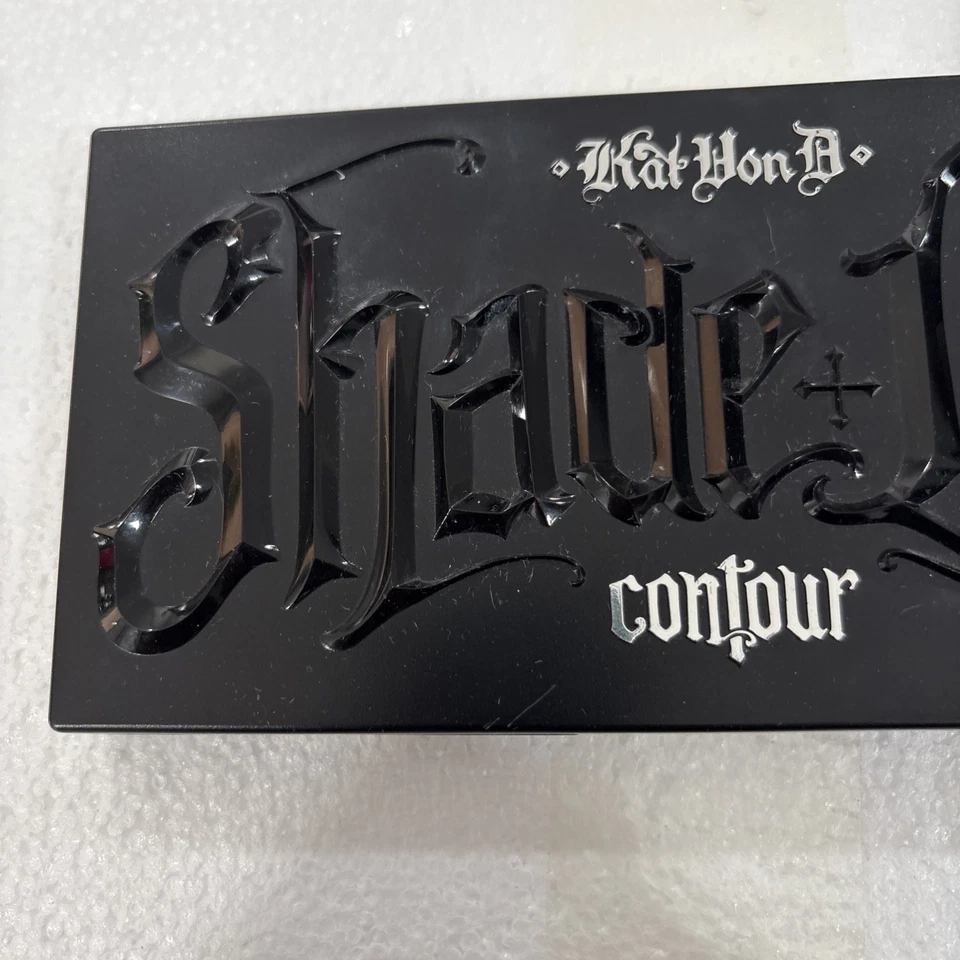 Kat Von D
Shade + L
contour